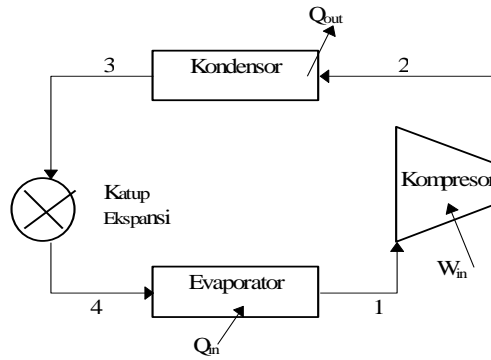 Qout
3
Kondensor
2
Katup
Ekspansi
Kompresor
Win
Evaporator
4
1
Qin